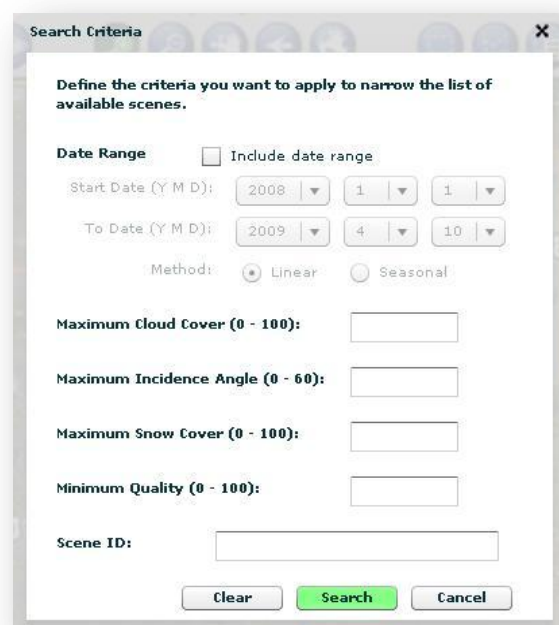 Search Criteria
Define the criteria you want to apply to narrow the list of
available scenes.
Date Range Include date range
Start Date (Y M D): 2008 1 1
To Date (Y M D): 2009 4 10
Method: Linear Seasonal
Maximum Cloud Cover (0 - 100):
Maximum Incidence Angle (0 - 60):
Maximum Snow Cover (0 - 100):
Minimum Quality (0 - 100):
Scene ID:
Clear Search Cancel